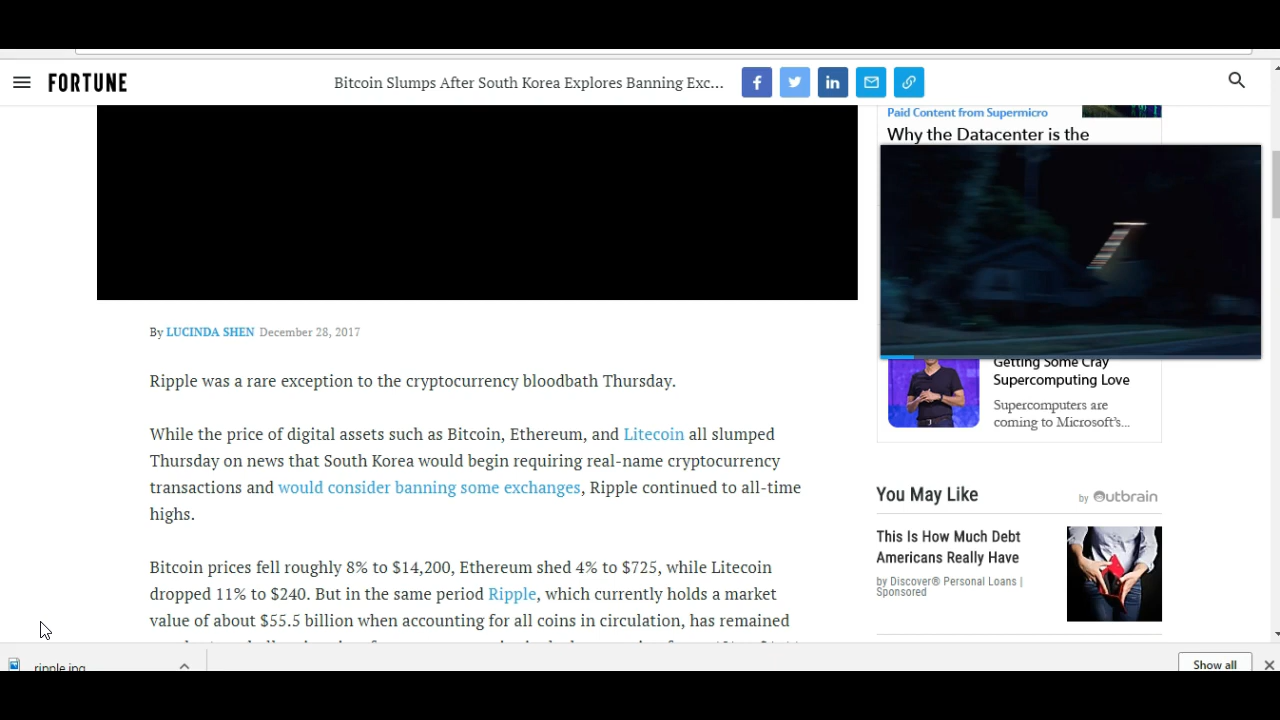 FORTUNE
Bitcoin Slumps After South Korea Explores Banning Exc...
By LUCINDA SHEN December 28, 2017
Ripple was a rare exception to the cryptocurrency bloodbath Thursday.
While the price of digital assets such as Bitcoin, Ethereum, and Litecoin all slumped
Thursday on news that South Korea would begin requiring real-name cryptocurrency
transactions and would consider banning some exchanges, Ripple continued to all-time
highs.
Bitcoin prices fell roughly 8% to $14,200, Ethereum shed 4% to $725, while Litecoin
dropped 11% to $240. But in the same period Ripple, which currently holds a market
value of about $55.5 billion when accounting for all coins in circulation, has remained
Paid Content from Supermicro
Why the Datacenter is the
Getting Some Cray
Supercomputing Love
Supercomputers are
coming to Microsoft's...
You May Like
by Outbrain
This Is How Much Debt
Americans Really Have
by Discover® Personal Loans |
Sponsored
ripple.jpg
Show all